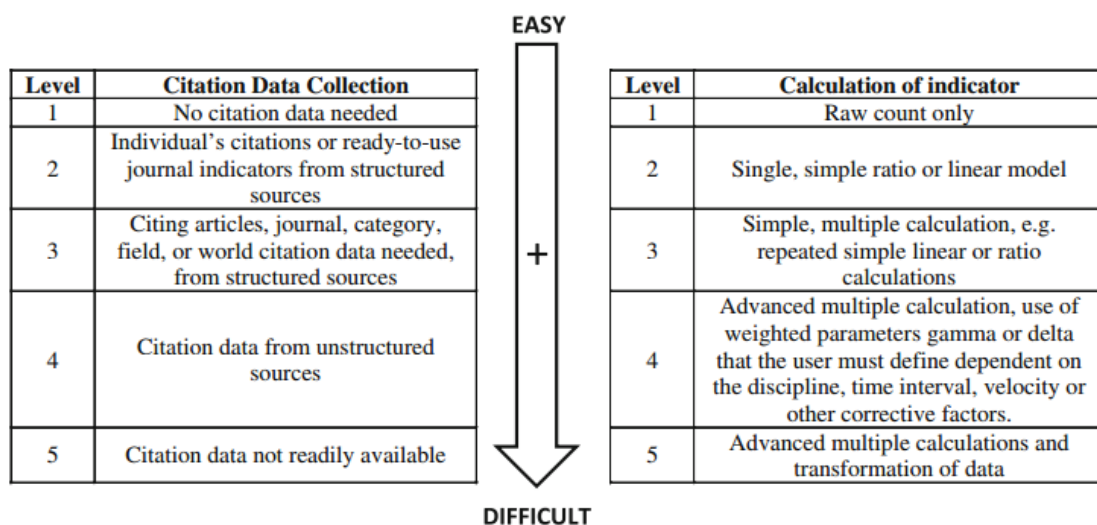 EASY
Level Citation Data Collection
1 No citation data needed
2 Individual's citations or ready-to-use
journal indicators from structured
sources
3 Citing articles, journal, category,
field, or world citation data needed,
from structured sources
4 Citation data from unstructured
sources
5 Citation data not readily available
+
Level Calculation of indicator
1 Raw count only
2 Single, simple ratio or linear model
3 Simple, multiple calculation, e.g.
repeated simple linear or ratio
calculations
4 Advanced multiple calculation, use of
weighted parameters gamma or delta
that the user must define dependent on
the discipline, time interval, velocity or
other corrective factors.
5 Advanced multiple calculations and
transformation of data
DIFFICULT